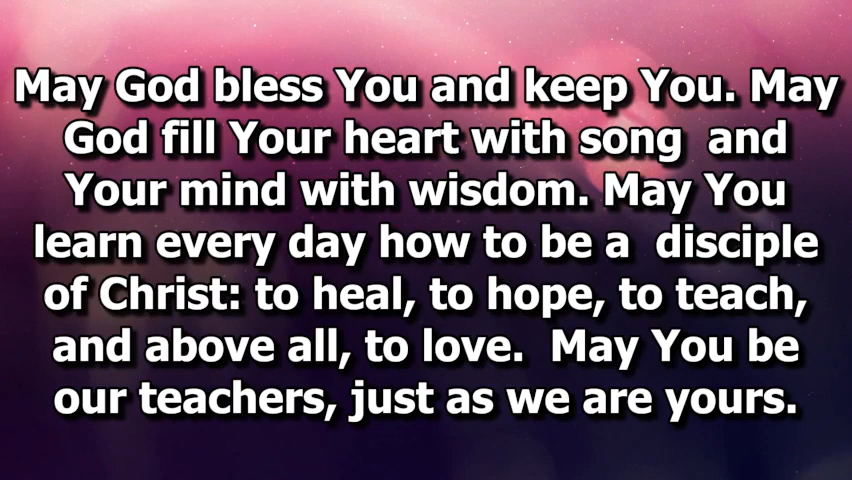 May God bless You and keep You. May
God fill Your heart with song  and
Your mind with wisdom. May You
learn every day how to be a  disciple
of Christ: to heal, to hope, to teach,
and above all, to love.  May You be
our teachers, just as we are yours.